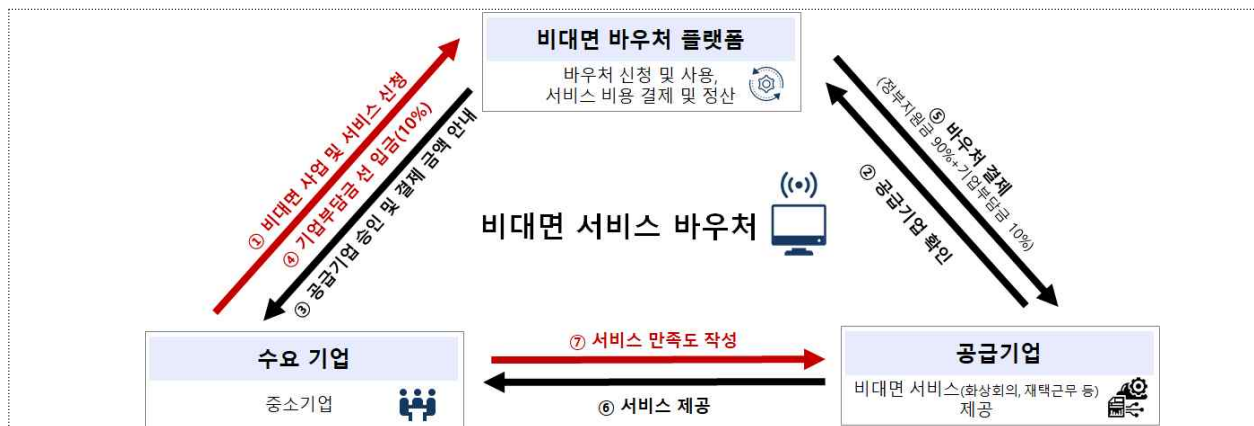 비대면 바우처 플랫폼
바우처 신청 및 사용,
서비스 비용 결제 및 정산
① 비대면 사업 및 서비스 신청
④ 기업부담금 선 입금(10%)
③ 공급기업 승인 및 결제 금액 안내
⑤ 바우처 결제
(정부지원금 90%+기업부담금 10%)
② 공급기업 확인
비대면 서비스 바우처
수요 기업
중소기업
⑦ 서비스 만족도 작성
⑥ 서비스 제공
공급기업
비대면 서비스(화상회의, 재택근무 등)
제공